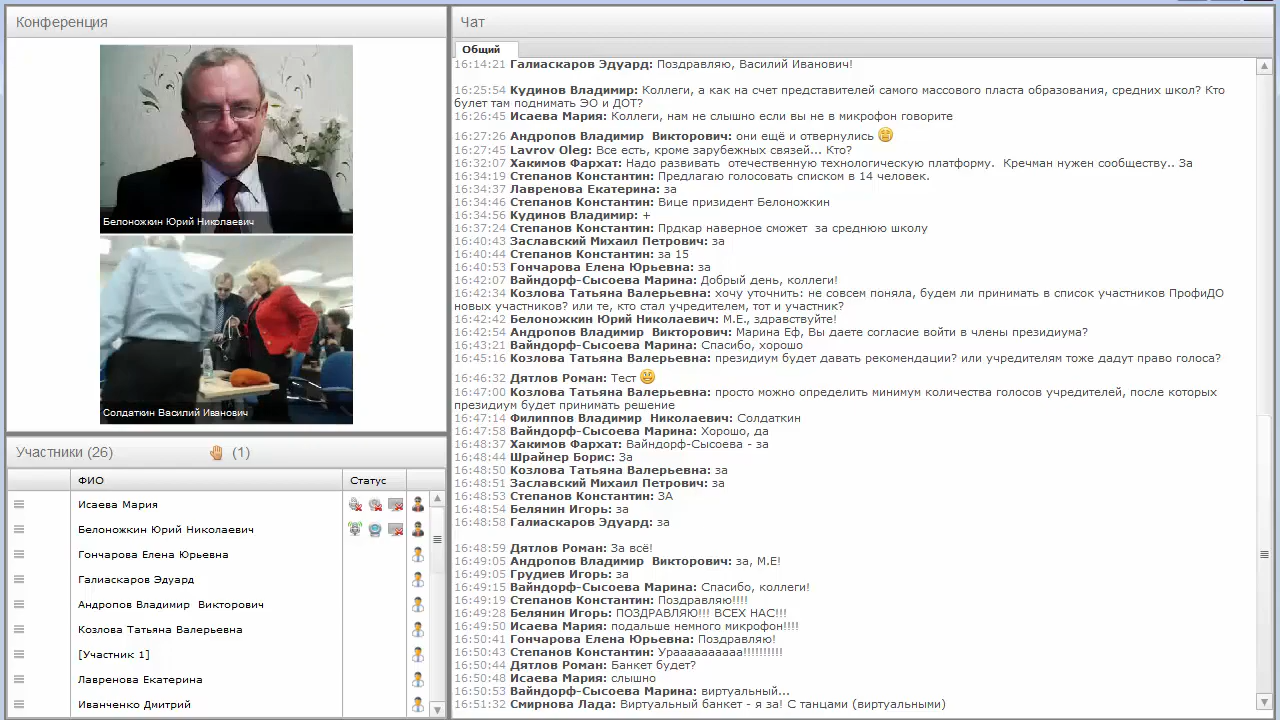 Конференция
Белоножкин Юрий Николаевич
Солдаткин Василий Иванович
Участники (26) (1)
ФИО Статус
Исаева Мария
Белоножкин Юрий Николаевич
Гончарова Елена Юрьевна
Галиаскаров Эдуард
Андропов Владимир Викторович
Козлова Татьяна Валерьевна
[Участник 1]
Лавренова Екатерина
Иванченко Дмитрий
Чат
Общий
16:14:21 Галиаскаров Эдуард: Поздравляю, Василий Иванович!
16:25:54 Кудинов Владимир: Коллеги, а как на счет представителей самого массового пласта образования, средних школ? Кто
булет там поднимать ЭО и ДОТ?
16:26:45 Исаева Мария: Коллеги, нам не слышно если вы не в микрофон говорите
16:27:26 Андропов Владимир Викторович: они ещё и отвернулись
16:27:45 Lavrov Oleg: Все есть, кроме зарубежных связей... Кто?
16:32:07 Хакимов Фархат: Надо развивать отечественную технологическую платформу. Кречман нужен сообществу.. За
16:34:19 Степанов Константин: Предлагаю голосовать списком в 14 человек.
16:34:37 Лавренова Екатерина: за
16:34:46 Степанов Константин: Вице призидент Белоножкин
16:34:56 Кудинов Владимир: +
16:37:24 Степанов Константин: Прдкар наверное сможет за среднюю школу
16:40:43 Заславский Михаил Петрович: за
16:40:44 Степанов Константин: за 15
16:40:53 Гончарова Елена Юрьевна: за
16:42:07 Вайндорф-Сысоева Марина: Добрый день, коллеги!
16:42:34 Козлова Татьяна Валерьевна: хочу уточнить: не совсем поняла, будем ли принимать в список участников ПрофиДО
новых участников? или те, кто стал учредителем, тот и участник?
16:42:42 Белоножкин Юрий Николаевич: М.Е., здравствуйте!
16:42:54 Андропов Владимир Викторович: Марина Еф, Вы даете согласие войти в члены президиума?
16:43:21 Вайндорф-Сысоева Марина: Спасибо, хорошо
16:45:16 Козлова Татьяна Валерьевна: президиум будет давать рекомендации? или учредителям тоже дадут право голоса?
16:46:32 Дятлов Роман: Тест
16:47:00 Козлова Татьяна Валерьевна: просто можно определить минимум количества голосов учредителей, после которых
президиум будет принимать решение
16:47:14 Филиппов Владимир Николаевич: Солдаткин
16:47:58 Вайндорф-Сысоева Марина: Хорошо, да
16:48:37 Хакимов Фархат: Вайндорф-Сысоева - за
16:48:44 Шрайнер Борис: За
16:48:50 Козлова Татьяна Валерьевна: за
16:48:51 Заславский Михаил Петрович: за
16:48:53 Степанов Константин: ЗА
16:48:54 Белянин Игорь: за
16:48:58 Галиаскаров Эдуард: за
16:48:59 Дятлов Роман: За всё!
16:49:05 Андропов Владимир Викторович: за, М.Е!
16:49:05 Грудиев Игорь: за
16:49:15 Вайндорф-Сысоева Марина: Спасибо, коллеги!
16:49:19 Степанов Константин: Поздравляю!!!!
16:49:28 Белянин Игорь: ПОЗДРАВЛЯЮ!!! ВСЕХ НАС!!!
16:49:50 Исаева Мария: подальше немного микрофон!!!!
16:50:41 Гончарова Елена Юрьевна: Поздравляю!
16:50:43 Степанов Константин: Урааааааааа!!!!!!!!!!
16:50:44 Дятлов Роман: Банкет будет?
16:50:48 Исаева Мария: слышно
16:50:53 Вайндорф-Сысоева Марина: виртуальный...
16:51:32 Смирнова Лада: Виртуальный банкет - я за! С танцами (виртуальными)